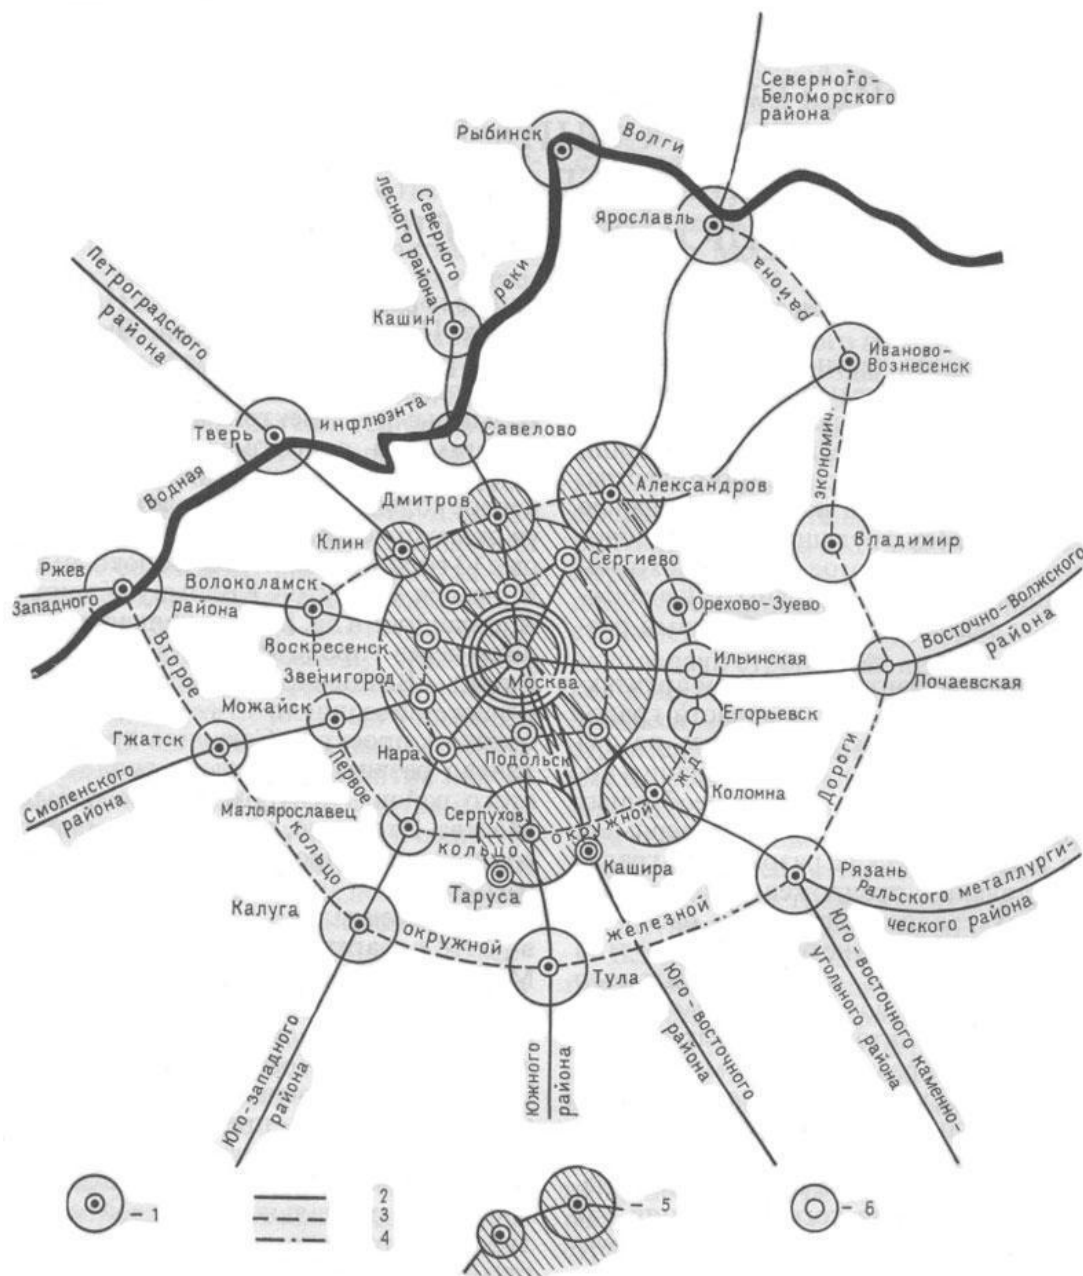 Северного-
Беломорского
района
Рыбинск
Волги
Ярославль
Северного
лесного района
реки
района
Петроградского
района
Кашин
Иваново-
Вознесенск
инфлюэнта
Тверь
Савелово
Водная
Дмитров
Александров
экономич.
Клин
Владимир
Сергиево
Ржев
Западного
Волоколамск
района
Орехово-Зуево
Восточно-Волжского
района
Воскресенск
Ильинская
Москва
Почаевская
Второе
Звенигород
Можайск
Егорьевск
Гжатск
Нара
Подольск
Первое
ж.д.
Дороги
Смоленского
района
Коломна
Малоярославец
Серпухов
окружной
кольцо
кольцо
Кашира
Таруса
Рязань
Ральского металлурги-
ческого района
Калуга
окружной
железной
Тула
Юго-западного
района
Южного
района
Юго-восточного
района
Юго-восточного каменно-
угольного района
-1
2
3
4
-5
-6